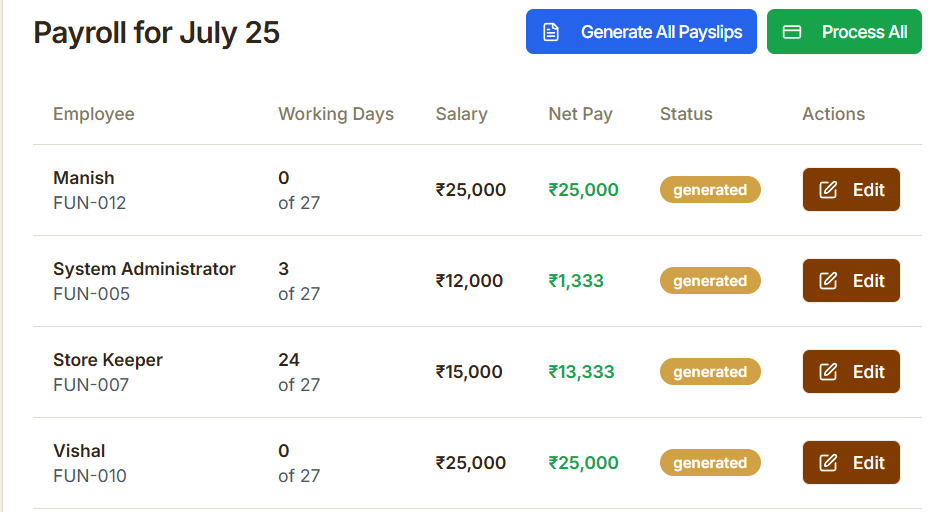 Payroll for July 25
Generate All Payslips
Process All
Employee Working Days Salary Net Pay Status Actions
Manish
FUN-012
0
of 27
₹25,000
₹25,000
generated
Edit
System Administrator
FUN-005
3
of 27
₹12,000
₹1,333
generated
Edit
Store Keeper
FUN-007
24
of 27
₹15,000
₹13,333
generated
Edit
Vishal
FUN-010
0
of 27
₹25,000
₹25,000
generated
Edit